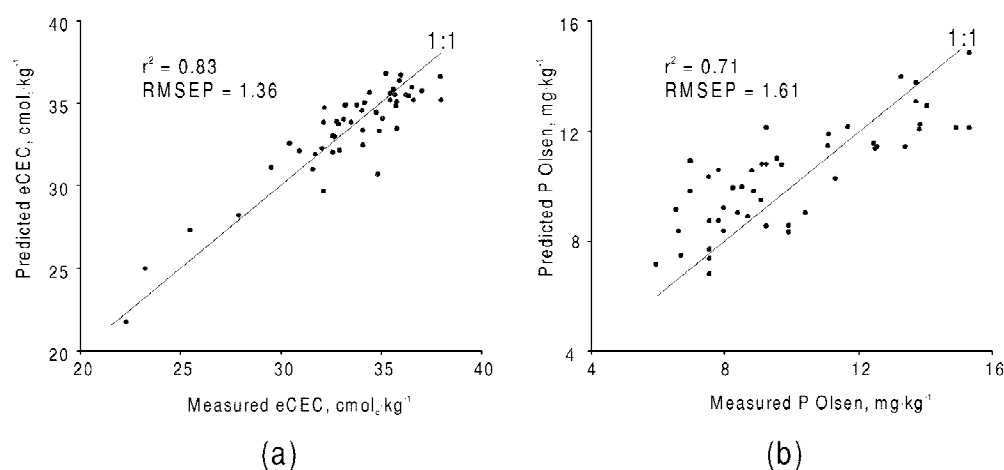 40
35
30
25
20
20
25
30
35
40
Predicted eCEC, cmol꜀·kg⁻¹
Measured eCEC, cmol꜀·kg⁻¹
r² = 0.83
RMSEP = 1.36
1:1
(a)
16
12
8
4
4
8
12
16
Predicted P Olsen, mg·kg⁻¹
Measured P Olsen, mg·kg⁻¹
r² = 0.71
RMSEP = 1.61
1:1
(b)